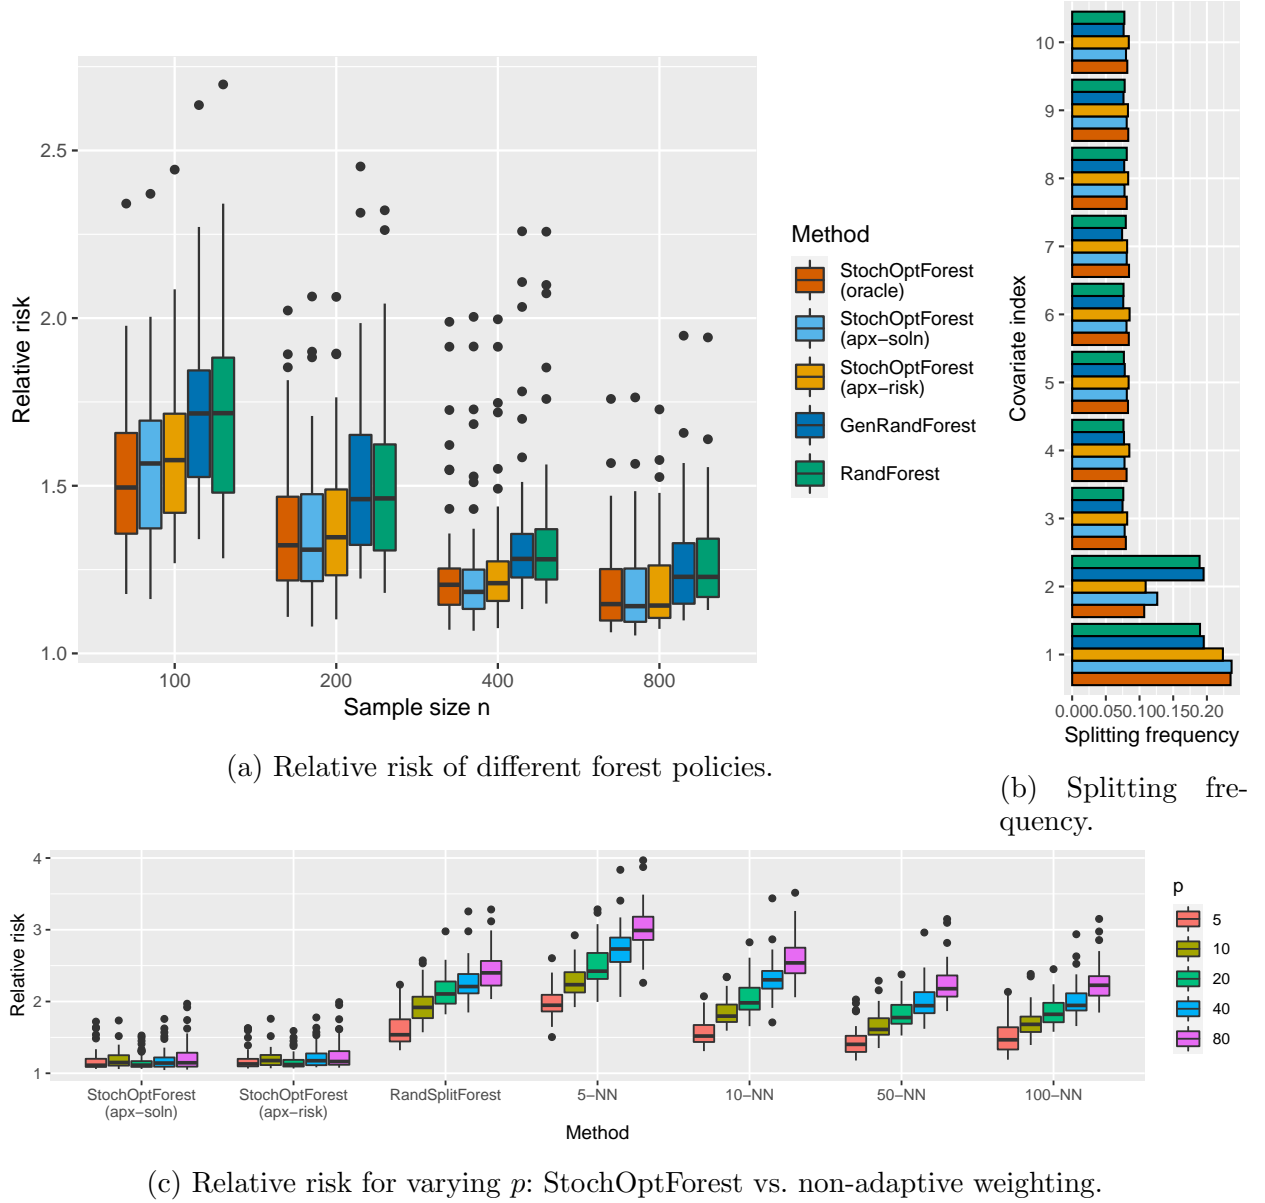 2.5
2.0
1.5
1.0
Relative risk
100
200
400
800
Sample size n
Method
StochOptForest
(oracle)
StochOptForest
(apx−soln)
StochOptForest
(apx−risk)
GenRandForest
RandForest
(a) Relative risk of different forest policies.
10
9
8
7
6
5
4
3
2
1
Covariate index
0.000.050.100.150.20
Splitting frequency
(b) Splitting fre-
quency.
4
3
2
1
Relative risk
StochOptForest
(apx−soln)
StochOptForest
(apx−risk)
RandSplitForest
5−NN
10−NN
50−NN
100−NN
Method
p
5
10
20
40
80
(c) Relative risk for varying p: StochOptForest vs. non-adaptive weighting.